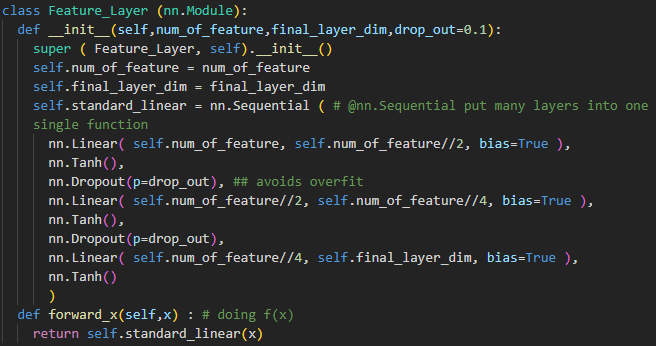 class Feature_Layer (nn.Module):
  def __init__(self,num_of_feature,final_layer_dim,drop_out=0.1):
    super ( Feature_Layer, self).__init__()
    self.num_of_feature = num_of_feature
    self.final_layer_dim = final_layer_dim
    self.standard_linear = nn.Sequential ( # @nn.Sequential put many layers into one
    single function
      nn.Linear( self.num_of_feature, self.num_of_feature//2, bias=True ),
      nn.Tanh(),
      nn.Dropout(p=drop_out), ## avoids overfit
      nn.Linear( self.num_of_feature//2, self.num_of_feature//4, bias=True ),
      nn.Tanh(),
      nn.Dropout(p=drop_out),
      nn.Linear( self.num_of_feature//4, self.final_layer_dim, bias=True ),
      nn.Tanh()
      )
  def forward_x(self,x) : # doing f(x)
    return self.standard_linear(x)